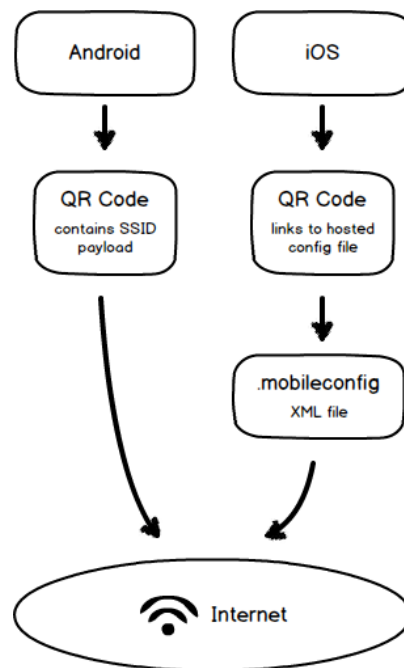 Android
iOS
QR Code
contains SSID
payload
QR Code
links to hosted
config file
.mobileconfig
XML file
Internet